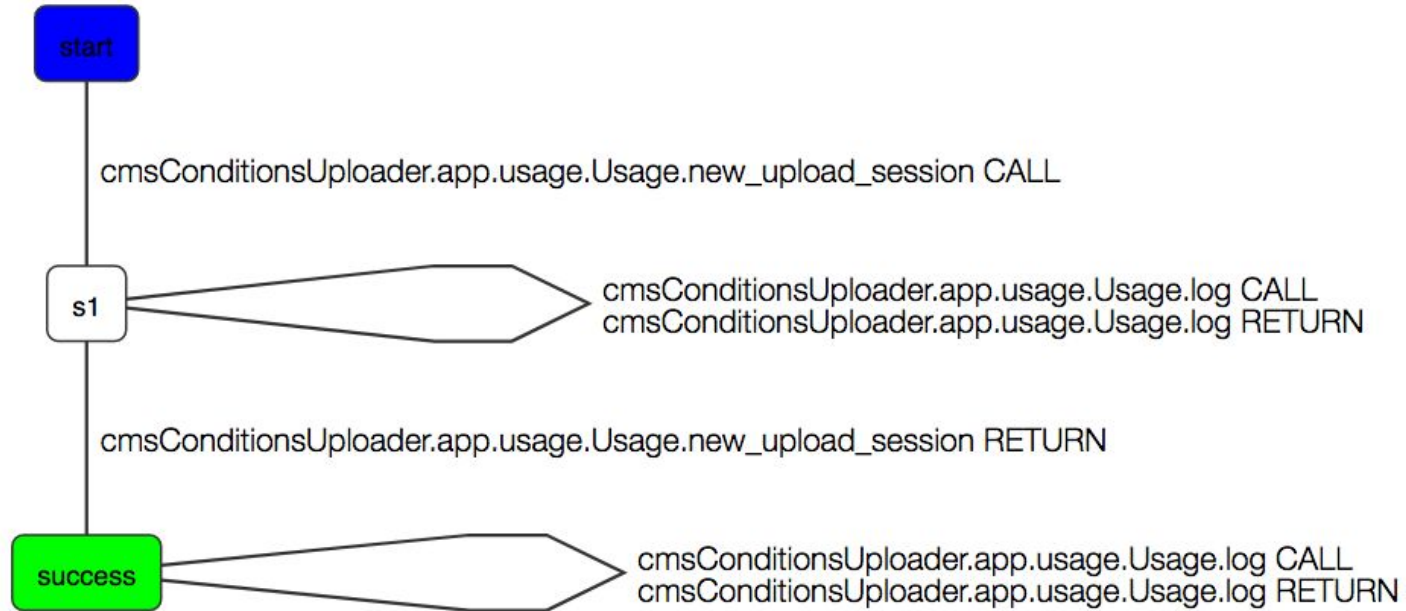 start
cmsConditionsUploader.app.usage.Usage.new_upload_session CALL
s1
cmsConditionsUploader.app.usage.Usage.log CALL
cmsConditionsUploader.app.usage.Usage.log RETURN
cmsConditionsUploader.app.usage.Usage.new_upload_session RETURN
success
cmsConditionsUploader.app.usage.Usage.log CALL
cmsConditionsUploader.app.usage.Usage.log RETURN